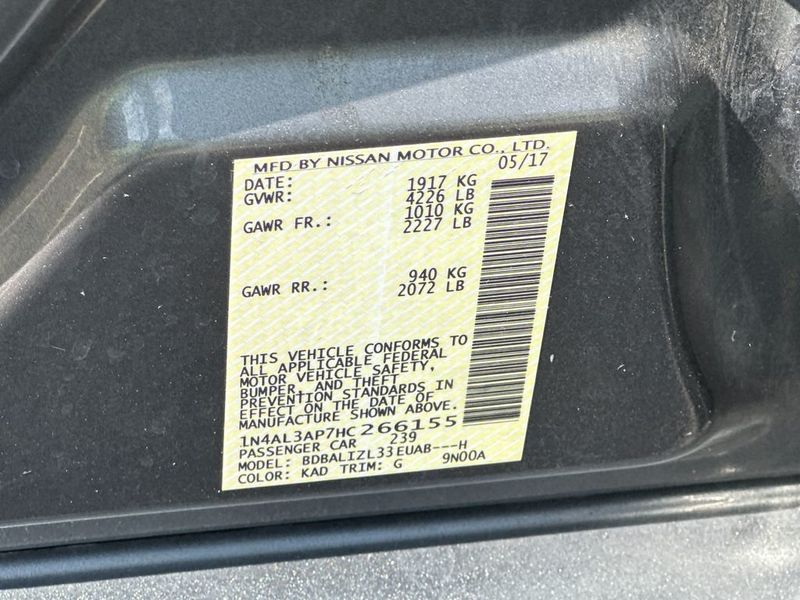 MFD BY NISSAN MOTOR CO., LTD.
DATE: 05/17
GVWR: 1917 KG
4226 LB
GAWR FR.: 1010 KG
2227 LB
GAWR RR.: 940 KG
2072 LB
THIS VEHICLE CONFORMS TO
ALL APPLICABLE FEDERAL
MOTOR VEHICLE SAFETY,
BUMPER, AND THEFT
PREVENTION STANDARDS IN
EFFECT ON THE DATE OF
MANUFACTURE SHOWN ABOVE.
1N4AL3AP7HC266155
PASSENGER CAR 239
MODEL: BDBALIZL33EUAB---H
COLOR: KAD TRIM: G 9N00A